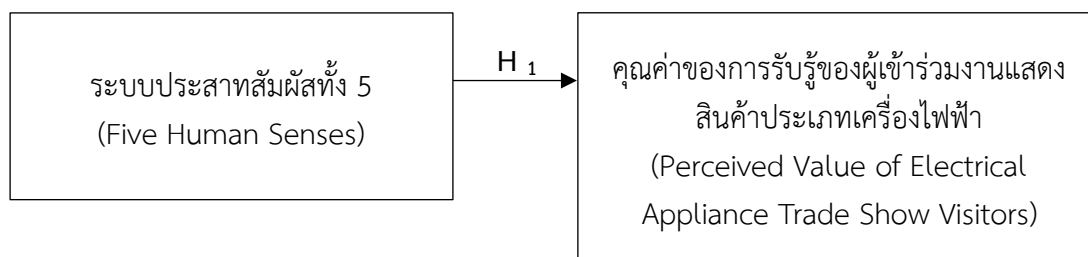 ระบบประสาทสัมผัสทั้ง 5
(Five Human Senses)
H 1
คุณค่าของการรับรู้ของผู้เข้าร่วมงานแสดง
สินค้าประเภทเครื่องไฟฟ้า
(Perceived Value of Electrical
Appliance Trade Show Visitors)